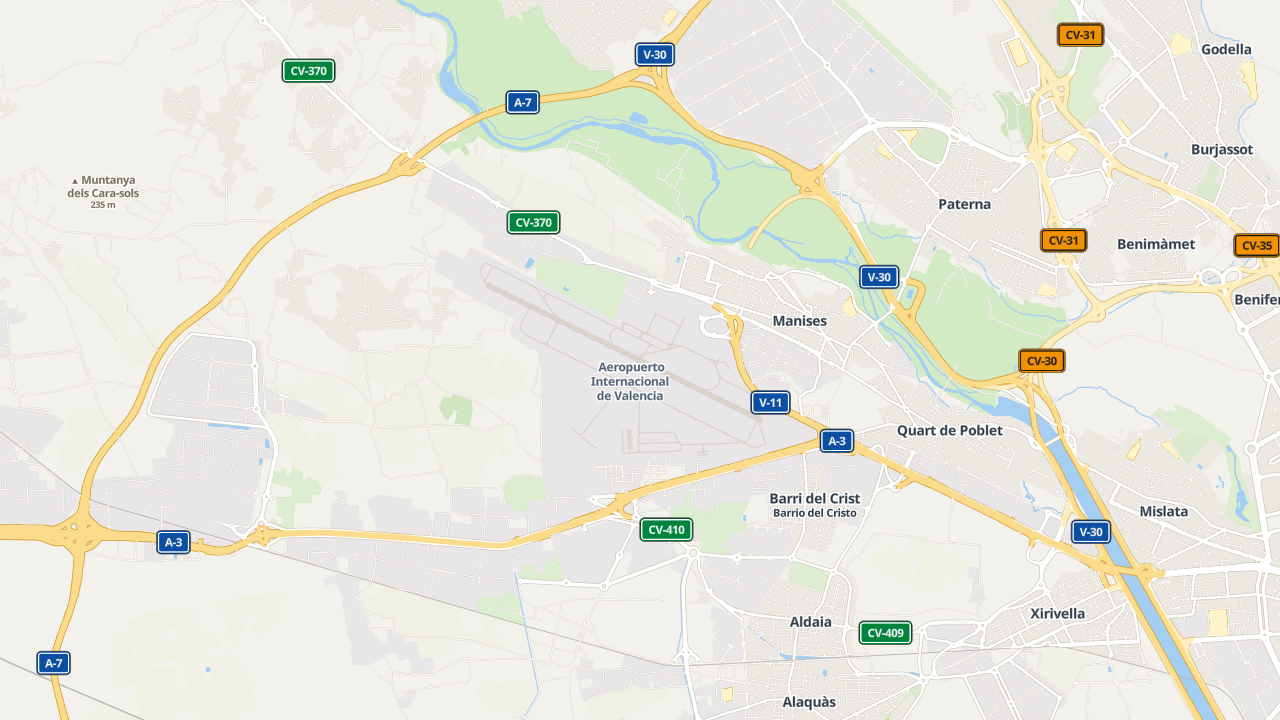 CV-31
Godella
V-30
CV-370
A-7
Burjassot
▲ Muntanya
dels Cara-sols
235 m
Paterna
CV-370
CV-31
Benimàmet
CV-35
V-30
Manises
CV-30
Aeropuerto
Internacional
de Valencia
V-11
Quart de Poblet
A-3
Barri del Crist
Barrio del Cristo
Mislata
CV-410
V-30
A-3
Xirivella
Aldaia
CV-409
A-7
Alaquàs